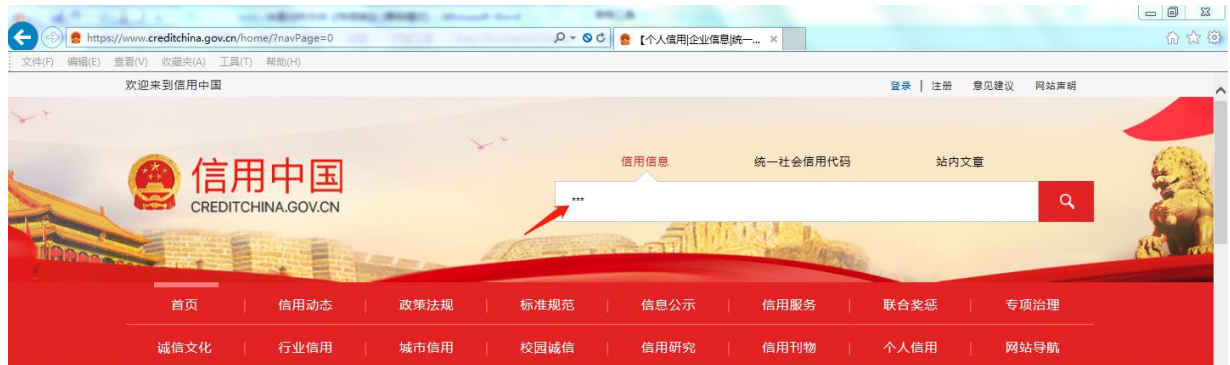 https://www.creditchina.gov.cn/home/?navPage=0
【个人信用|企业信息|统一... ×
文件(F) 编辑(E) 查看(V) 收藏夹(A) 工具(T) 帮助(H)
欢迎来到信用中国 登录 | 注册 意见建议 网站声明
信用信息 统一社会信用代码 站内文章
信用中国
***
CREDITCHINA.GOV.CN
首页 | 信用动态 | 政策法规 | 标准规范 | 信息公示 | 信用服务 | 联合奖惩 | 专项治理
诚信文化 | 行业信用 | 城市信用 | 校园诚信 | 信用研究 | 信用刊物 | 个人信用 | 网站导航